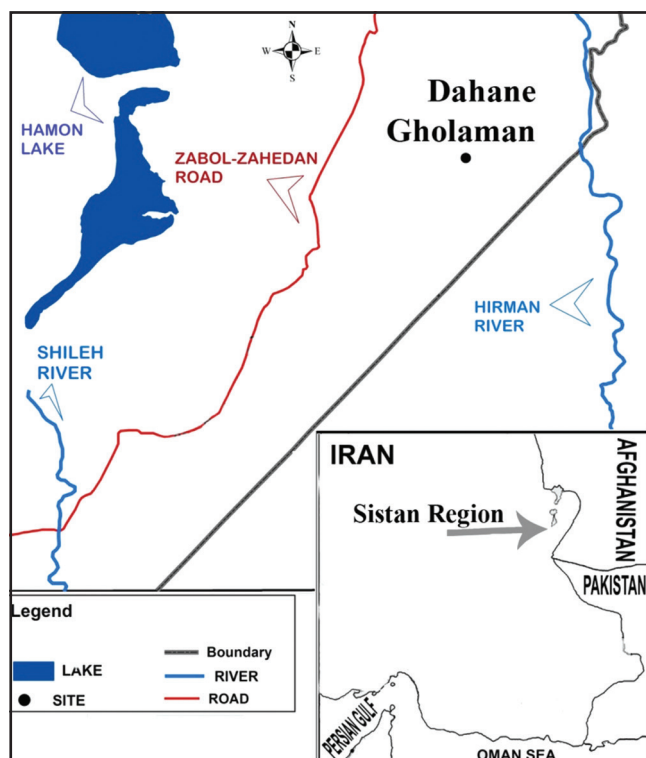 N
W E
S
Dahane
Gholaman
HAMON
LAKE
ZABOL-ZAHEDAN
ROAD
HIRMAN
RIVER
SHILEH
RIVER
IRAN
AFGHANISTAN
Sistan Region
PAKISTAN
PERSIAN GULF
OMAN SEA
Legend
Boundary
LAKE
RIVER
SITE
ROAD